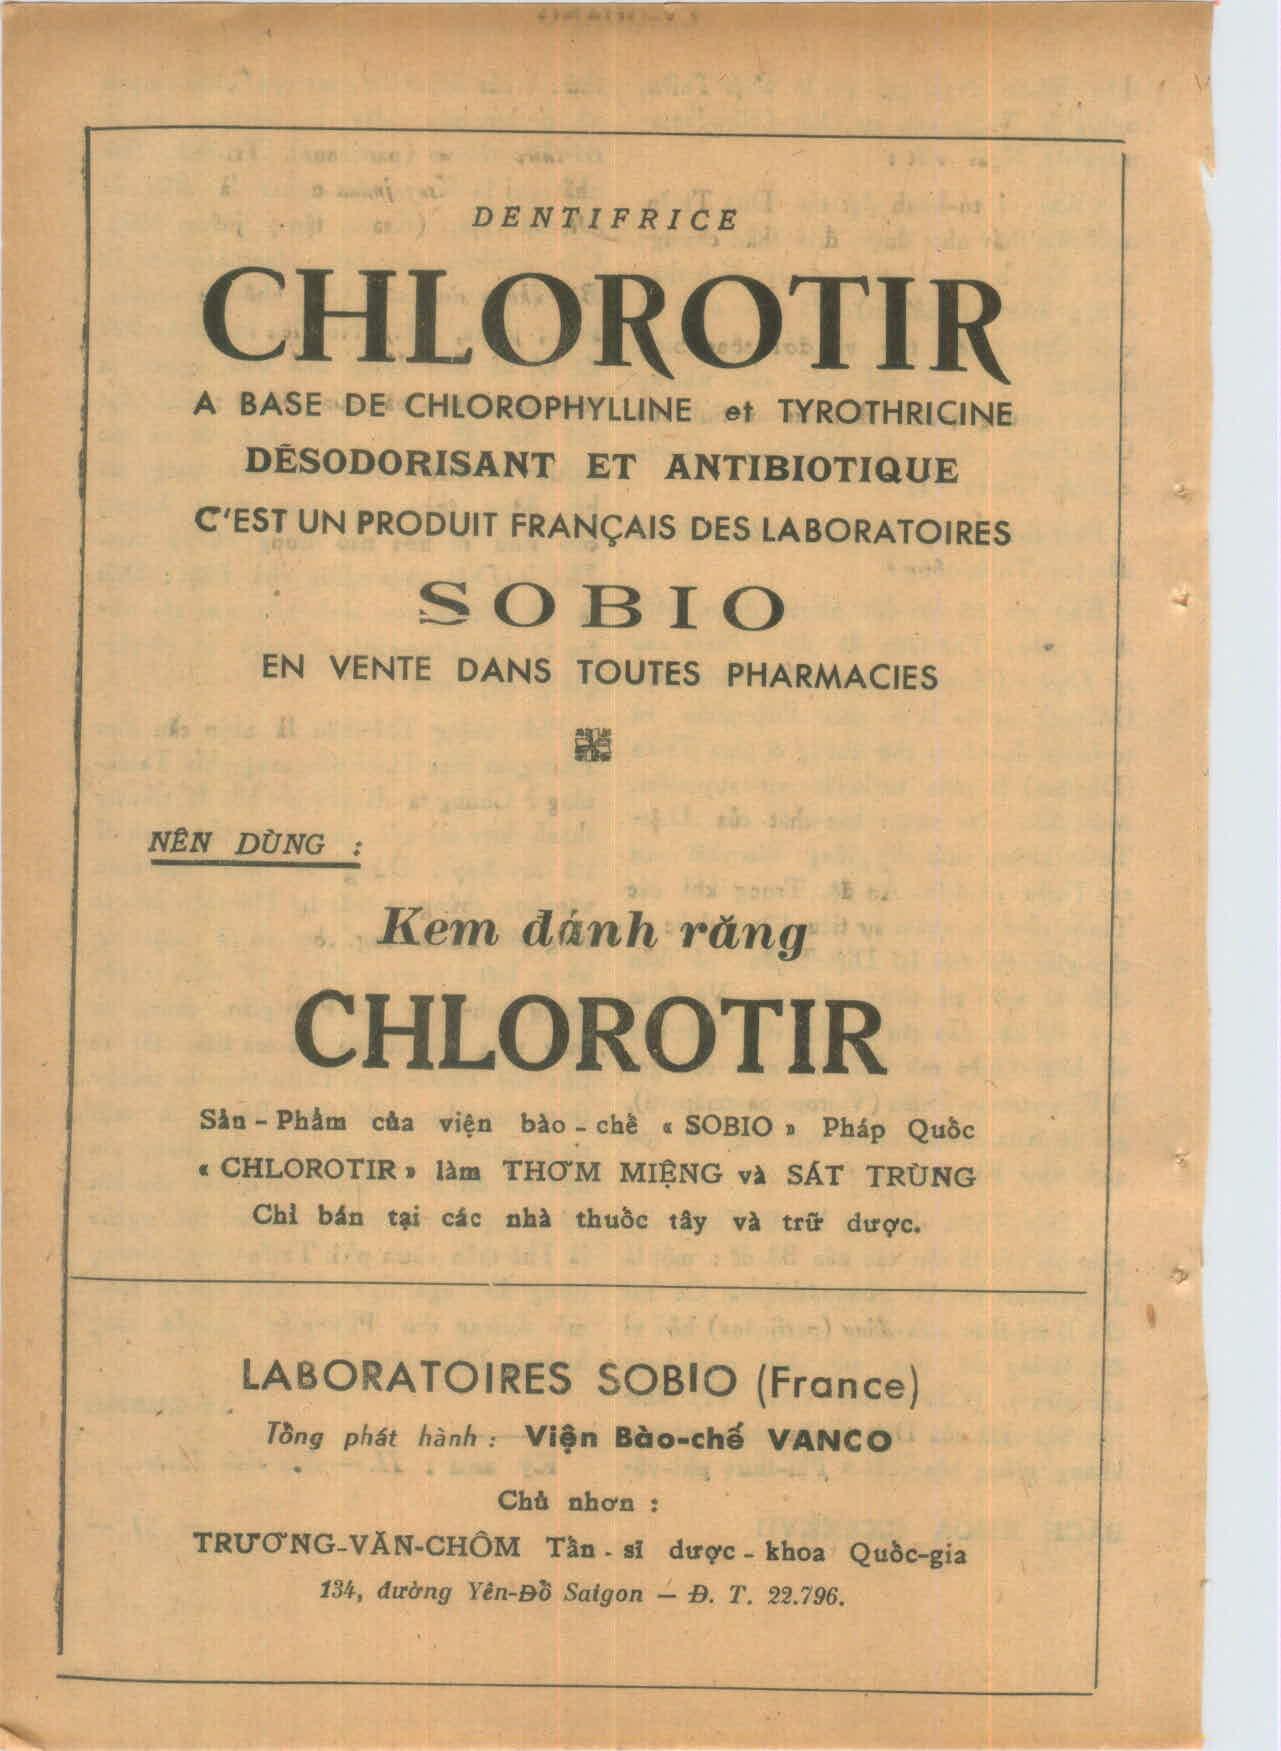 DENTIFRICE
CHLOROTIR
A BASE DE CHLOROPHYLLINE et TYROTHRICINE
DÉSODORISANT ET ANTIBIOTIQUE
C'EST UN PRODUIT FRANÇAIS DES LABORATOIRES
SOBIO
EN VENTE DANS TOUTES PHARMACIES
NÊN DÙNG :
Kem đánh răng
CHLOROTIR
Sản - Phẩm của viện bào - chế « SOBIO » Pháp Quốc
« CHLOROTIR » làm THƠM MIỆNG và SÁT TRÙNG
Chỉ bán tại các nhà thuốc tây và trữ dược.
LABORATOIRES SOBIO (France)
Tổng phát hành : Viện Bào-chế VANCO
Chủ nhơn :
TRƯƠNG-VĂN-CHÔM Tấn - sĩ dược - khoa Quốc-gia
134, đường Yên-Đổ Saigon — Đ. T. 22.796.